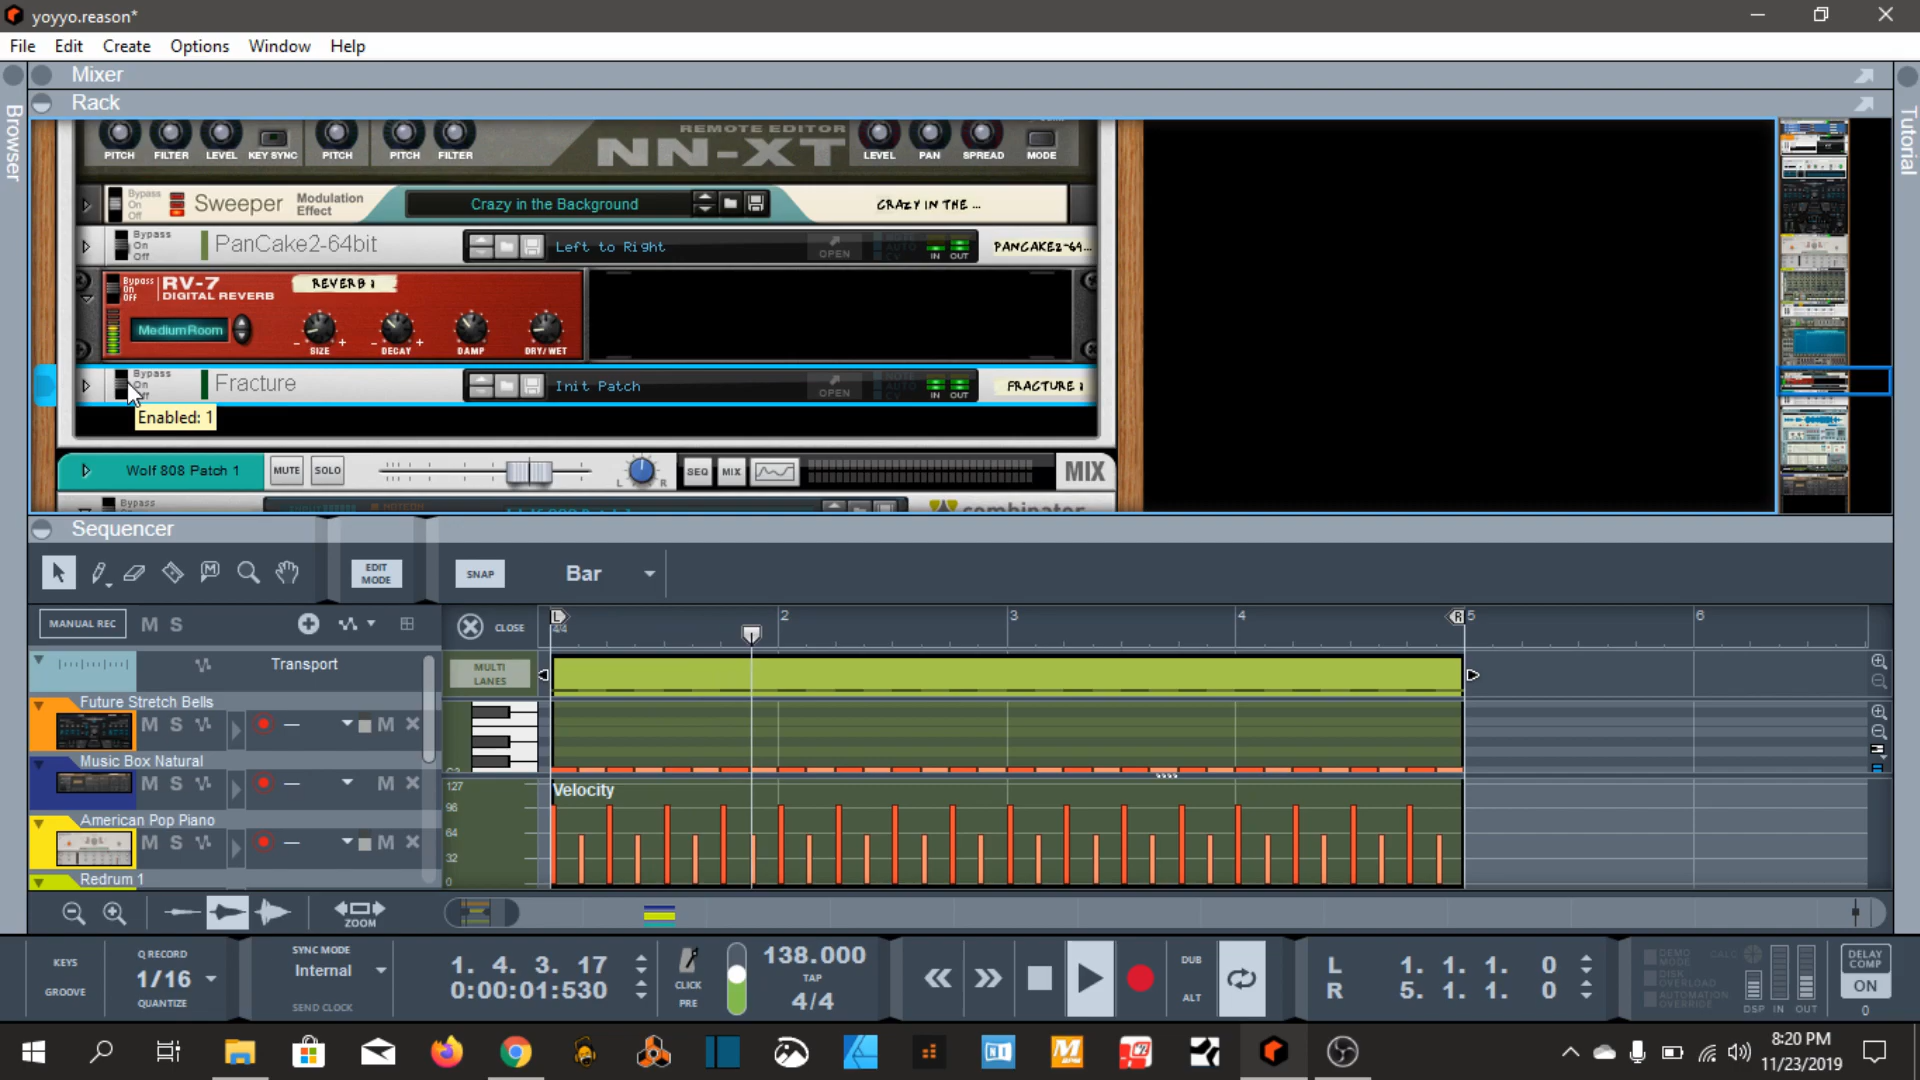 yoyyo.reason*
File Edit Create Options Window Help
Mixer
Rack
Browser
Tutorial
REMOTE EDITOR
NN-XT
PITCH FILTER LEVEL KEY SYNC PITCH PITCH FILTER LEVEL PAN SPREAD MODE
Bypass
On
Off
Sweeper Modulation
Effect
Crazy in the Background
CRAZY IN THE ...
Bypass
On
Off
PanCake2-64bit
Left to Right
OPEN
IN OUT
PANCAKE2-64...
Bypass
On
Off
RV-7
DIGITAL REVERB
REVERB 1
MediumRoom
SIZE DECAY DAMP DRY/WET
Bypass
On
Off
Fracture
Init Patch
OPEN
IN OUT
FRACTURE 1
Enabled: 1
Wolf 808 Patch 1 MUTE SOLO L R SEQ MIX MIX
Bypass
combinator
Sequencer
EDIT
MODE
SNAP Bar
MANUAL REC M S
CLOSE
L 4/4 2 3 4 R 5 6
Transport
MULTI
LANES
Future Stretch Bells
M S M
Music Box Natural
M S M
American Pop Piano
M S M
Redrum 1
Velocity
127
96
64
32
0
ZOOM
KEYS
GROOVE
Q RECORD
1/16
QUANTIZE
SYNC MODE
Internal
SEND CLOCK
1. 4. 3. 17
0:00:01:530
CLICK
PRE
138.000
TAP
4/4
DUB
ALT
L 1. 1. 1. 0
R 5. 1. 1. 0
DEMO
MODE
CALC
DISK
OVERLOAD
AUTOMATION
OVERRIDE
DSP IN OUT
DELAY
COMP
ON
0
8:20 PM
11/23/2019